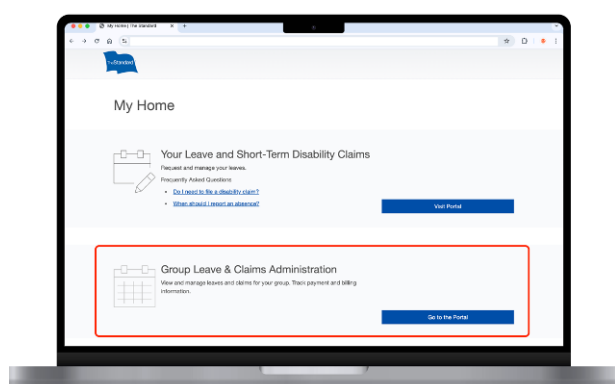 My Home | The Standard
The Standard
My Home
Your Leave and Short-Term Disability Claims
Request and manage your leaves.
Frequently Asked Questions
Do I need to file a disability claim?
When should I report an absence?
Visit Portal
Group Leave & Claims Administration
View and manage leaves and claims for your group. Track payment and billing
information.
Go to the Portal